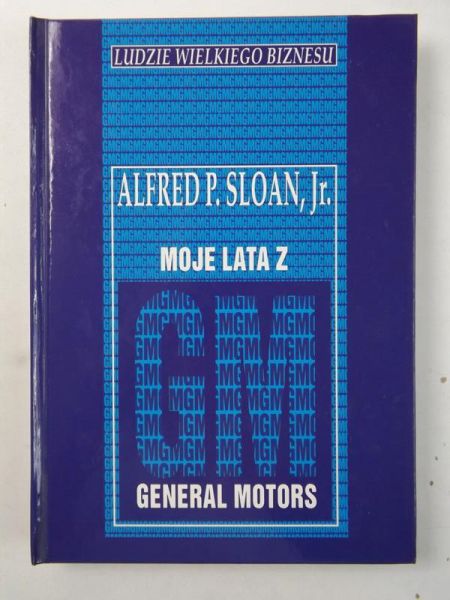 LUDZIE WIELKIEGO BIZNESU
ALFRED P. SLOAN, Jr.
MOJE LATA Z
GM
GENERAL MOTORS